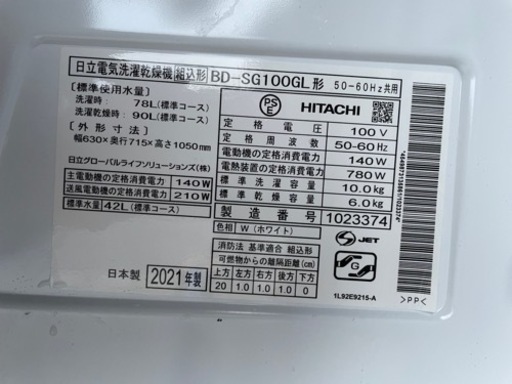 日立電気洗濯乾燥機 組込形 BD-SG100GL形 50-60Hz共用
[標準使用水量]
洗濯時: 78L(標準コース)
洗濯乾燥時: 90L(標準コース)
[外形寸法]
幅630×奥行715×高さ1050mm
日立グローバルライフソリューションズ(株)
主電動機の定格消費電力 140W
送風電動機の定格消費電力 210W
標準水量 42L(標準コース)
日本製 2021年製
PS
E
HITACHI
定格電圧 100V
定格周波数 50-60Hz
電動機の定格消費電力 140W
電熱装置の定格消費電力 780W
標準洗濯容量 10.0kg
標準乾燥容量 6.0kg
製造番号 1023374
色相 W(ホワイト)
消防法 基準適合 組込形
可燃物との離隔距離(cm)
上方 左方 右方 前方 後方 下方
20 1.0 1.0 1.0 0
S JET
1L92E9215-A
>PP<